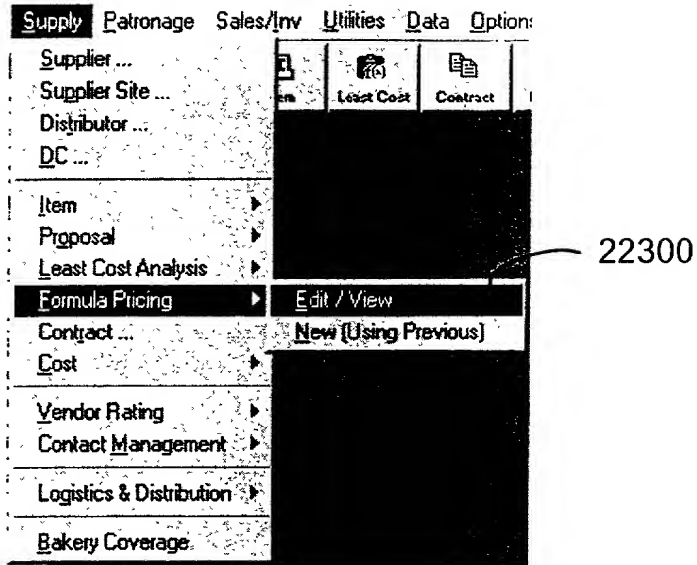 Supply Patronage Sales/Inv Utilities Data Option
Supplier ...
Supplier Site ...
Least Cost Contract
Distributor ...
DC ...
Item
Proposal
Least Cost Analysis
22300
Formula Pricing Edit / View
Contract ... New (Using Previous)
Cost
Vendor Rating
Contact Management
Logistics & Distribution
Bakery Coverage